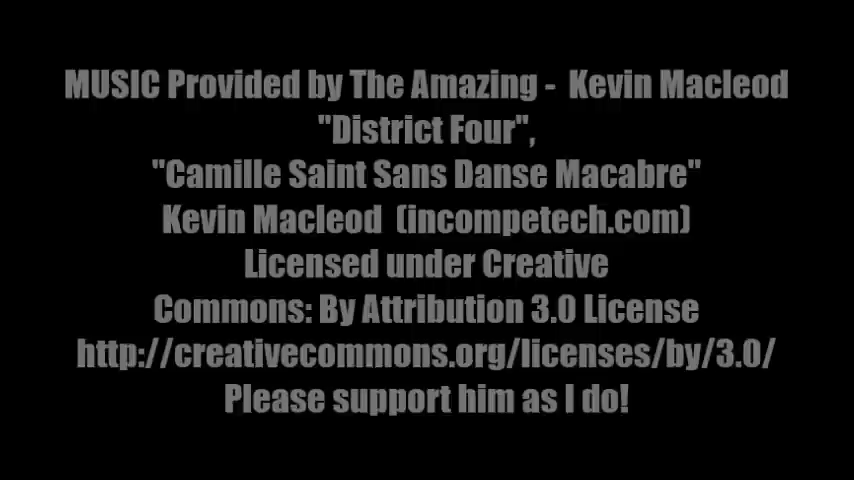 MUSIC Provided by The Amazing -  Kevin Macleod
"District Four",
"Camille Saint Sans Danse Macabre"
Kevin Macleod  (incompetech.com)
Licensed under Creative
Commons: By Attribution 3.0 License
http://creativecommons.org/licenses/by/3.0/
Please support him as I do!